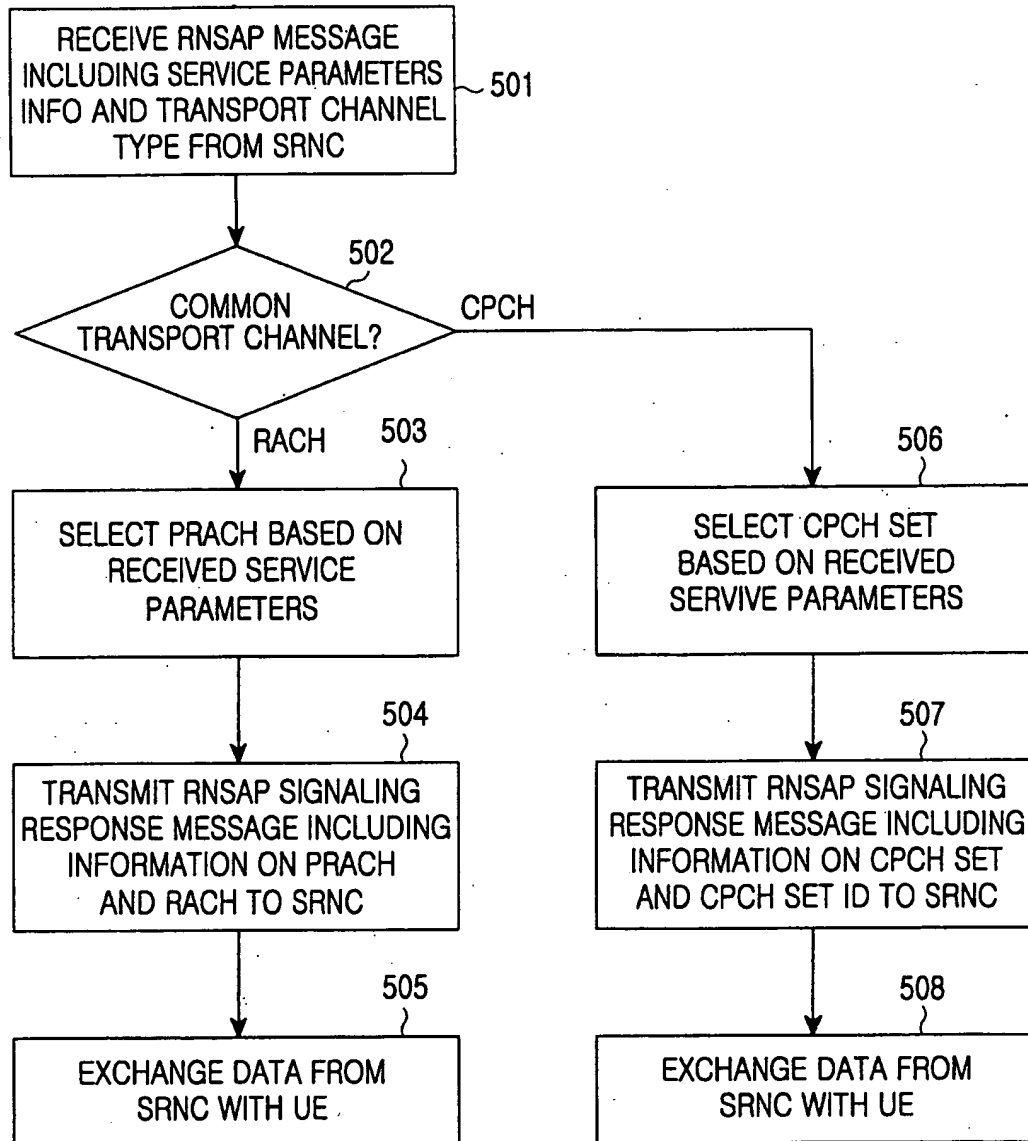 RECEIVE RNSAP MESSAGE
INCLUDING SERVICE PARAMETERS
INFO AND TRANSPORT CHANNEL
TYPE FROM SRNC
501
502
COMMON
TRANSPORT CHANNEL?
CPCH
RACH
503
SELECT PRACH BASED ON
RECEIVED SERVICE
PARAMETERS
506
SELECT CPCH SET
BASED ON RECEIVED
SERVIVE PARAMETERS
504
TRANSMIT RNSAP SIGNALING
RESPONSE MESSAGE INCLUDING
INFORMATION ON PRACH
AND RACH TO SRNC
507
TRANSMIT RNSAP SIGNALING
RESPONSE MESSAGE INCLUDING
INFORMATION ON CPCH SET
AND CPCH SET ID TO SRNC
505
EXCHANGE DATA FROM
SRNC WITH UE
508
EXCHANGE DATA FROM
SRNC WITH UE